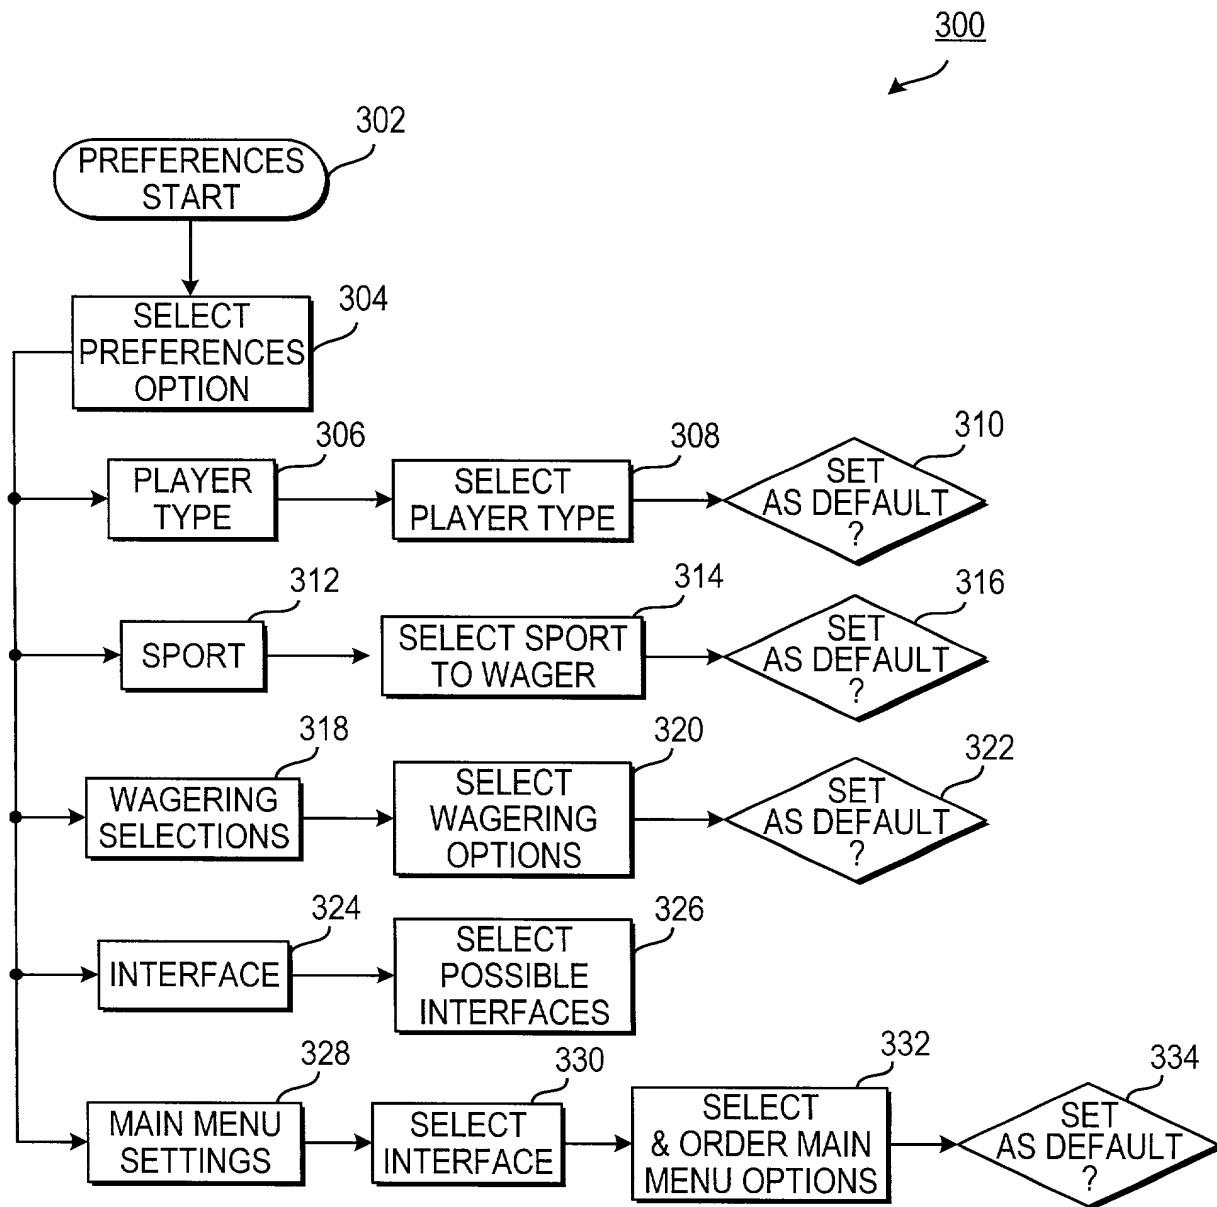 300
302
PREFERENCES
START
304
SELECT
PREFERENCES
OPTION
306
PLAYER
TYPE
308
SELECT
PLAYER TYPE
310
SET
AS DEFAULT
?
312
SPORT
314
SELECT SPORT
TO WAGER
316
SET
AS DEFAULT
?
318
WAGERING
SELECTIONS
320
SELECT
WAGERING
OPTIONS
322
SET
AS DEFAULT
?
324
INTERFACE
326
SELECT
POSSIBLE
INTERFACES
328
MAIN MENU
SETTINGS
330
SELECT
INTERFACE
332
SELECT
& ORDER MAIN
MENU OPTIONS
334
SET
AS DEFAULT
?